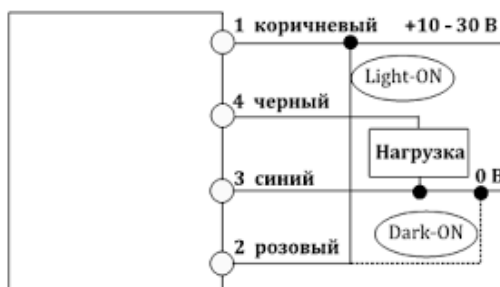 1 коричневый +10 - 30 В
Light-ON
4 черный
Нагрузка
3 синий 0 В
Dark-ON
2 розовый